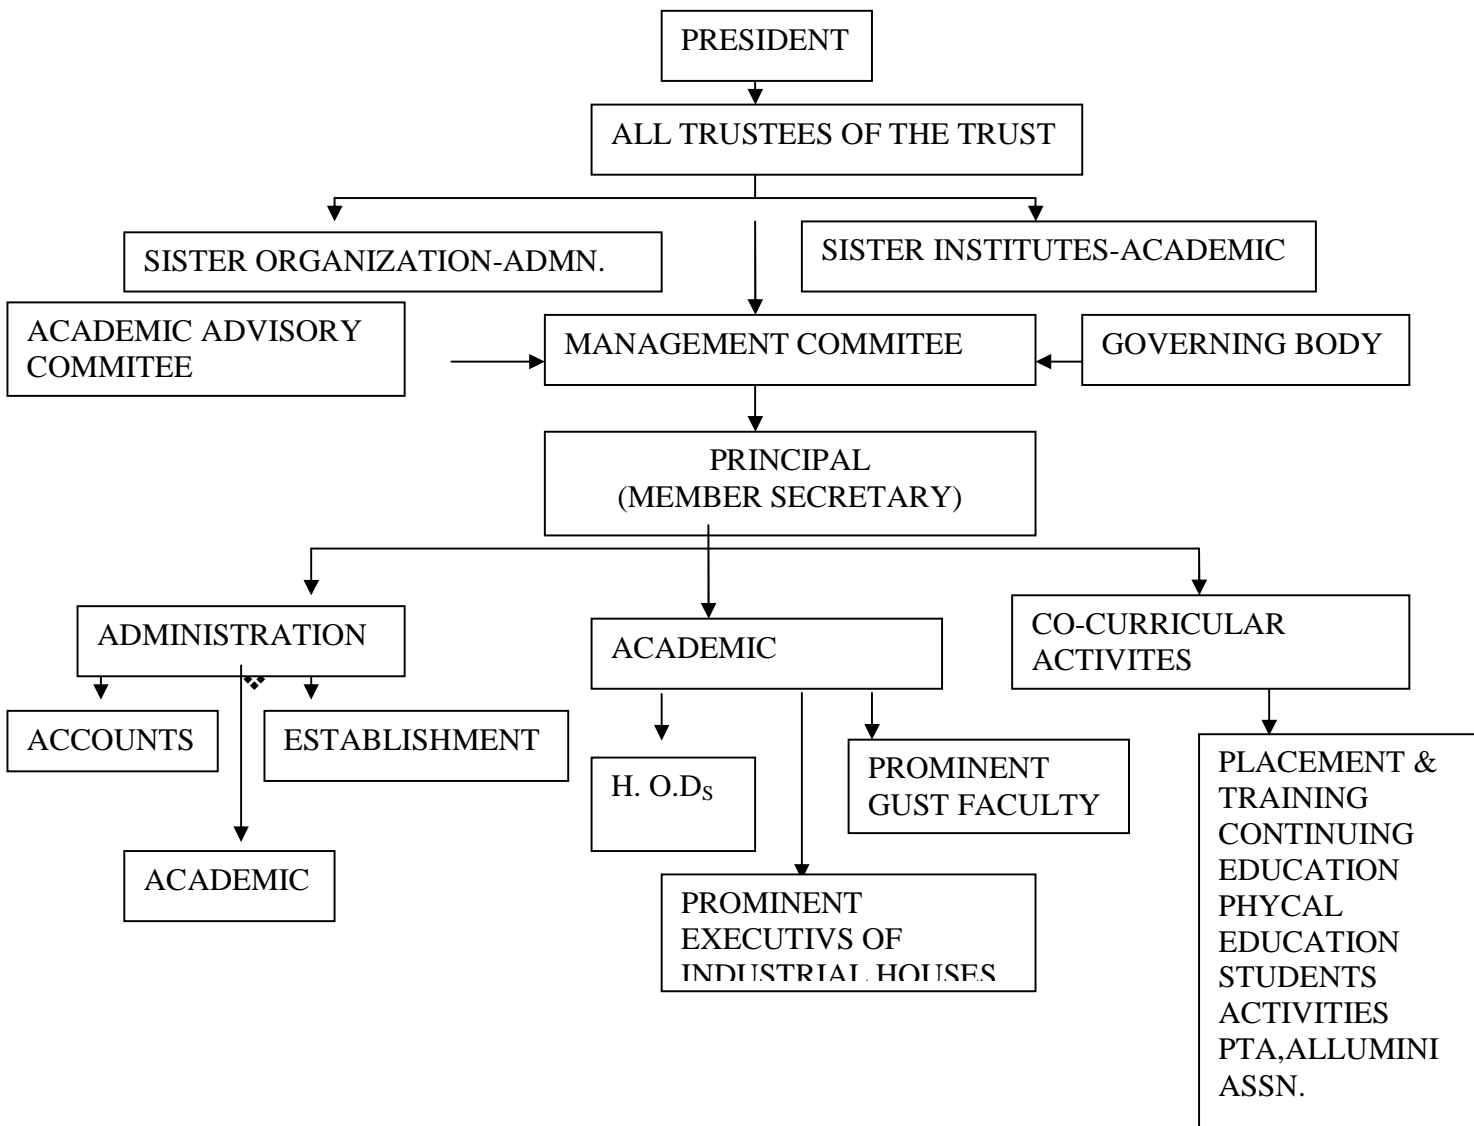 PRESIDENT
ALL TRUSTEES OF THE TRUST
SISTER ORGANIZATION-ADMN.
SISTER INSTITUTES-ACADEMIC
ACADEMIC ADVISORY
COMMITEE
MANAGEMENT COMMITEE
GOVERNING BODY
PRINCIPAL
(MEMBER SECRETARY)
ADMINISTRATION
ACADEMIC
CO-CURRICULAR
ACTIVITES
ACCOUNTS
ESTABLISHMENT
ACADEMIC
H. O.DS
PROMINENT
GUST FACULTY
PROMINENT
EXECUTIVS OF
INDUSTRIAL HOUSES
PLACEMENT &
TRAINING
CONTINUING
EDUCATION
PHYCAL
EDUCATION
STUDENTS
ACTIVITIES
PTA,ALLUMINI
ASSN.